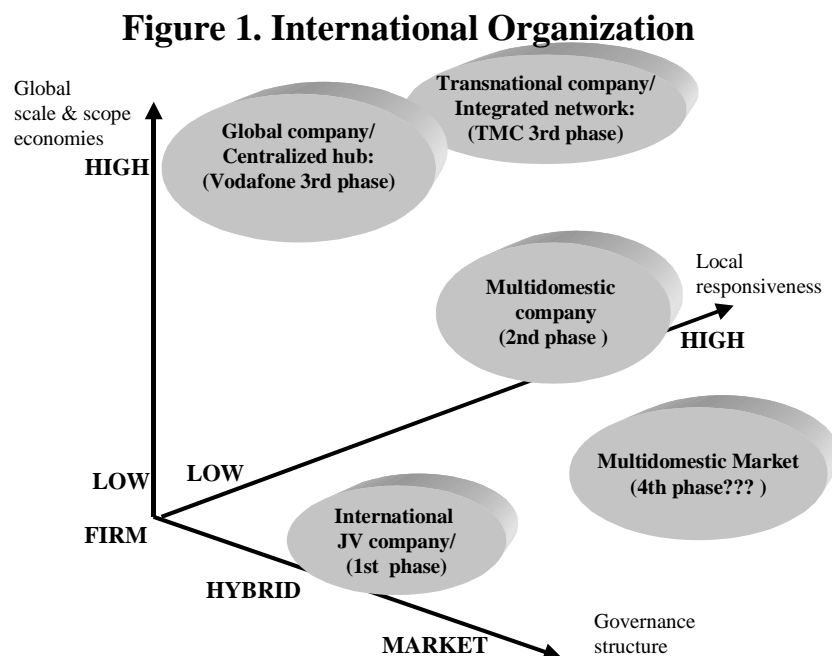 Figure 1. International Organization
Global
scale & scope
economies
HIGH
Global company/
Centralized hub:
(Vodafone 3rd phase)
Transnational company/
Integrated network:
(TMC 3rd phase)
Multidomestic
company
(2nd phase )
Local
responsiveness
HIGH
LOW
LOW
FIRM
International
JV company/
(1st  phase)
Multidomestic Market
(4th phase??? )
HYBRID
MARKET
Governance
structure